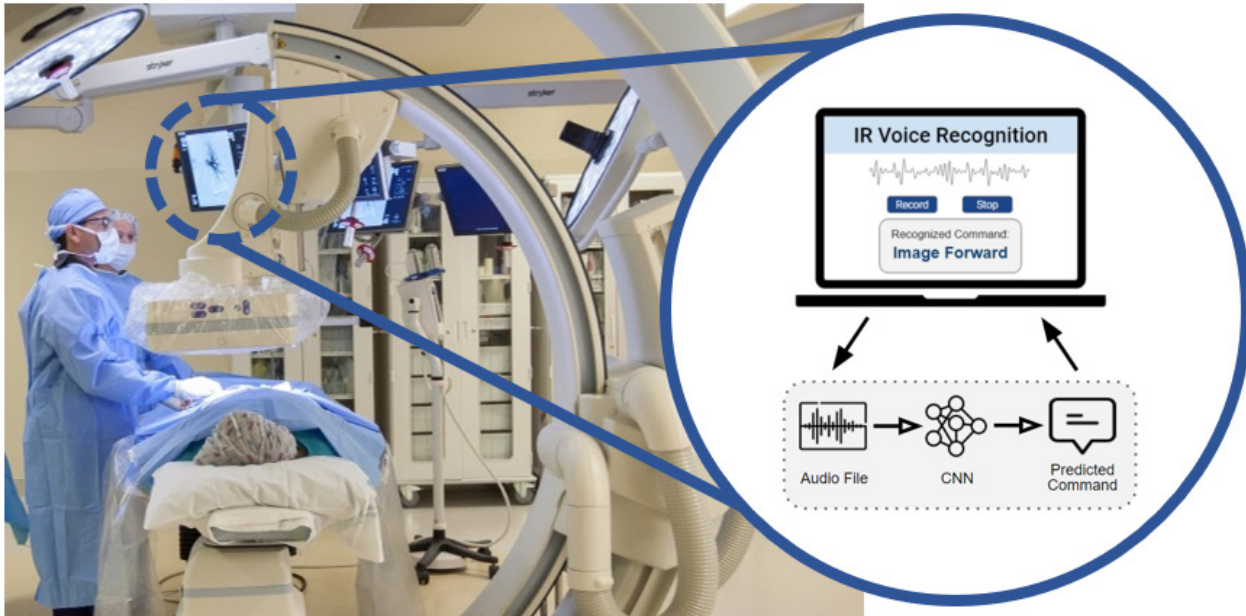 stryker
stryker
IR Voice Recognition
Record
Stop
Recognized Command:
Image Forward
Audio File
CNN
Predicted
Command